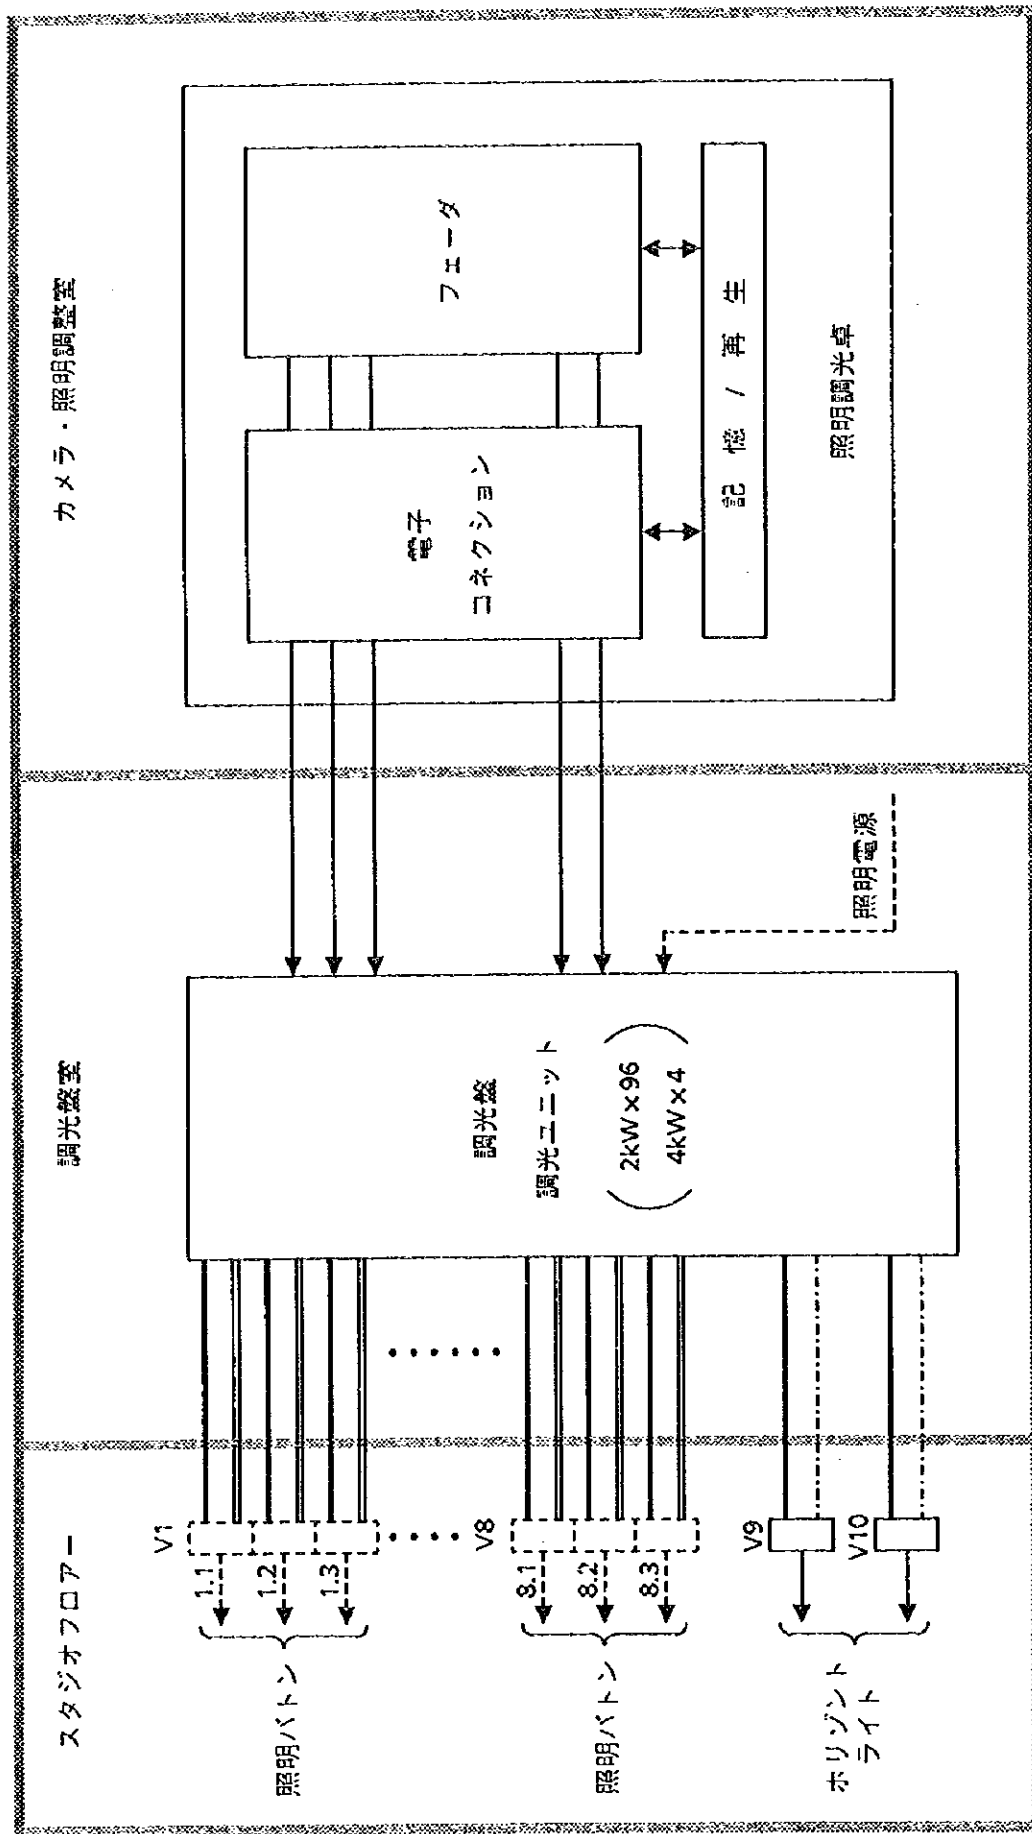 スタジオフロアー
調光盤室
カメラ・照明調整室
V1
1.1
1.2
1.3
照明バトン
V8
8.1
8.2
8.3
照明バトン
V9
V10
ホリゾント
ライト
調光盤
調光ユニット
2kW×96
4kW×4
照明電源
電子
コネクション
フェーダ
記憶/再生
照明調光卓